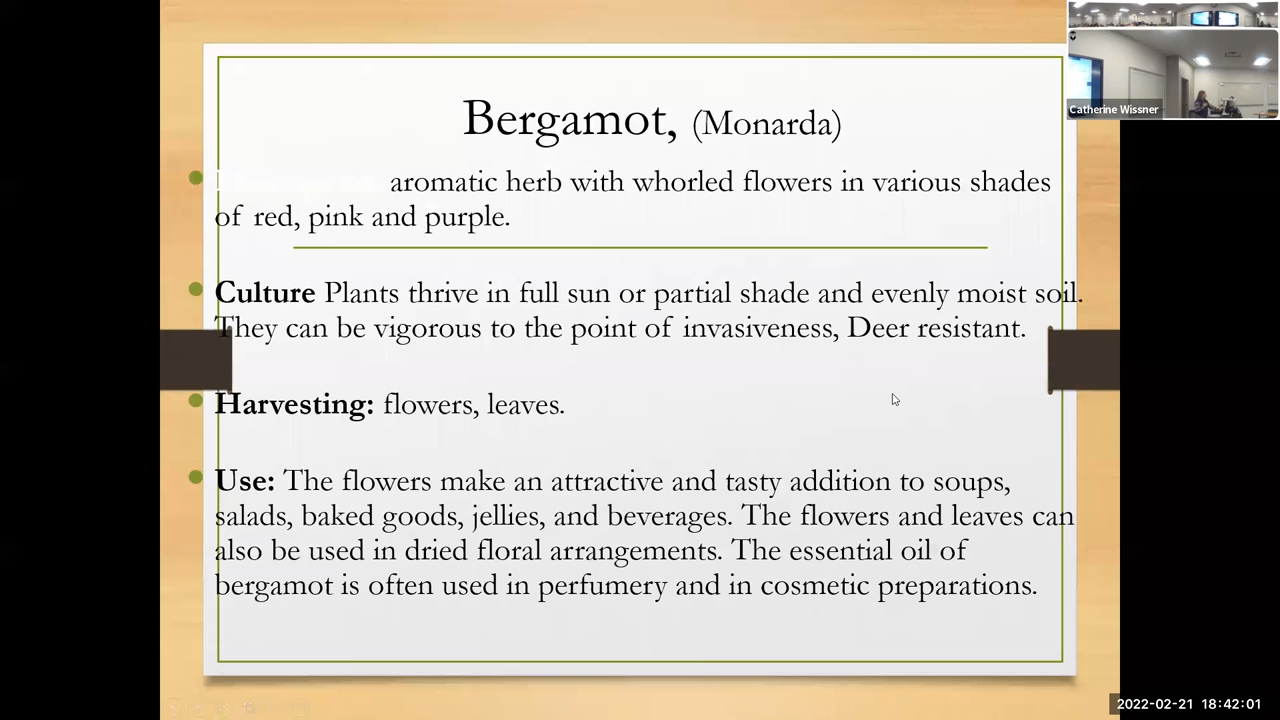 Bergamot, (Monarda)
aromatic herb with whorled flowers in various shades
of red, pink and purple.
Culture Plants thrive in full sun or partial shade and evenly moist soil.
They can be vigorous to the point of invasiveness, Deer resistant.
Harvesting: flowers, leaves.
Use: The flowers make an attractive and tasty addition to soups,
salads, baked goods, jellies, and beverages. The flowers and leaves can
also be used in dried floral arrangements. The essential oil of
bergamot is often used in perfumery and in cosmetic preparations.
Catherine Wissner
2022-02-21 18:42:01